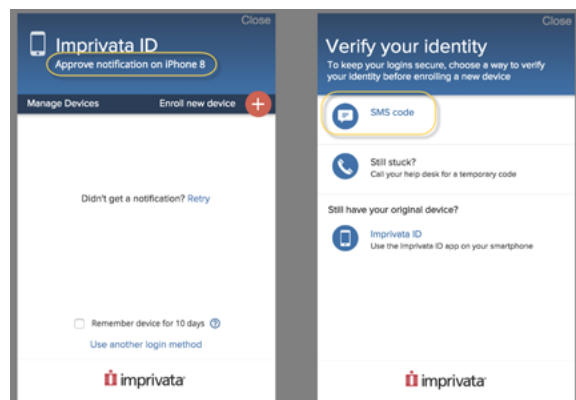 Close
Imprivata ID
Approve notification on iPhone 8
Manage Devices
Enroll new device
Didn't get a notification? Retry
Remember device for 10 days
Use another login method
imprivata
Close
Verify your identity
To keep your logins secure, choose a way to verify
your identity before enrolling a new device
SMS code
Still stuck?
Call your help desk for a temporary code
Still have your original device?
Imprivata ID
Use the Imprivata ID app on your smartphone
imprivata